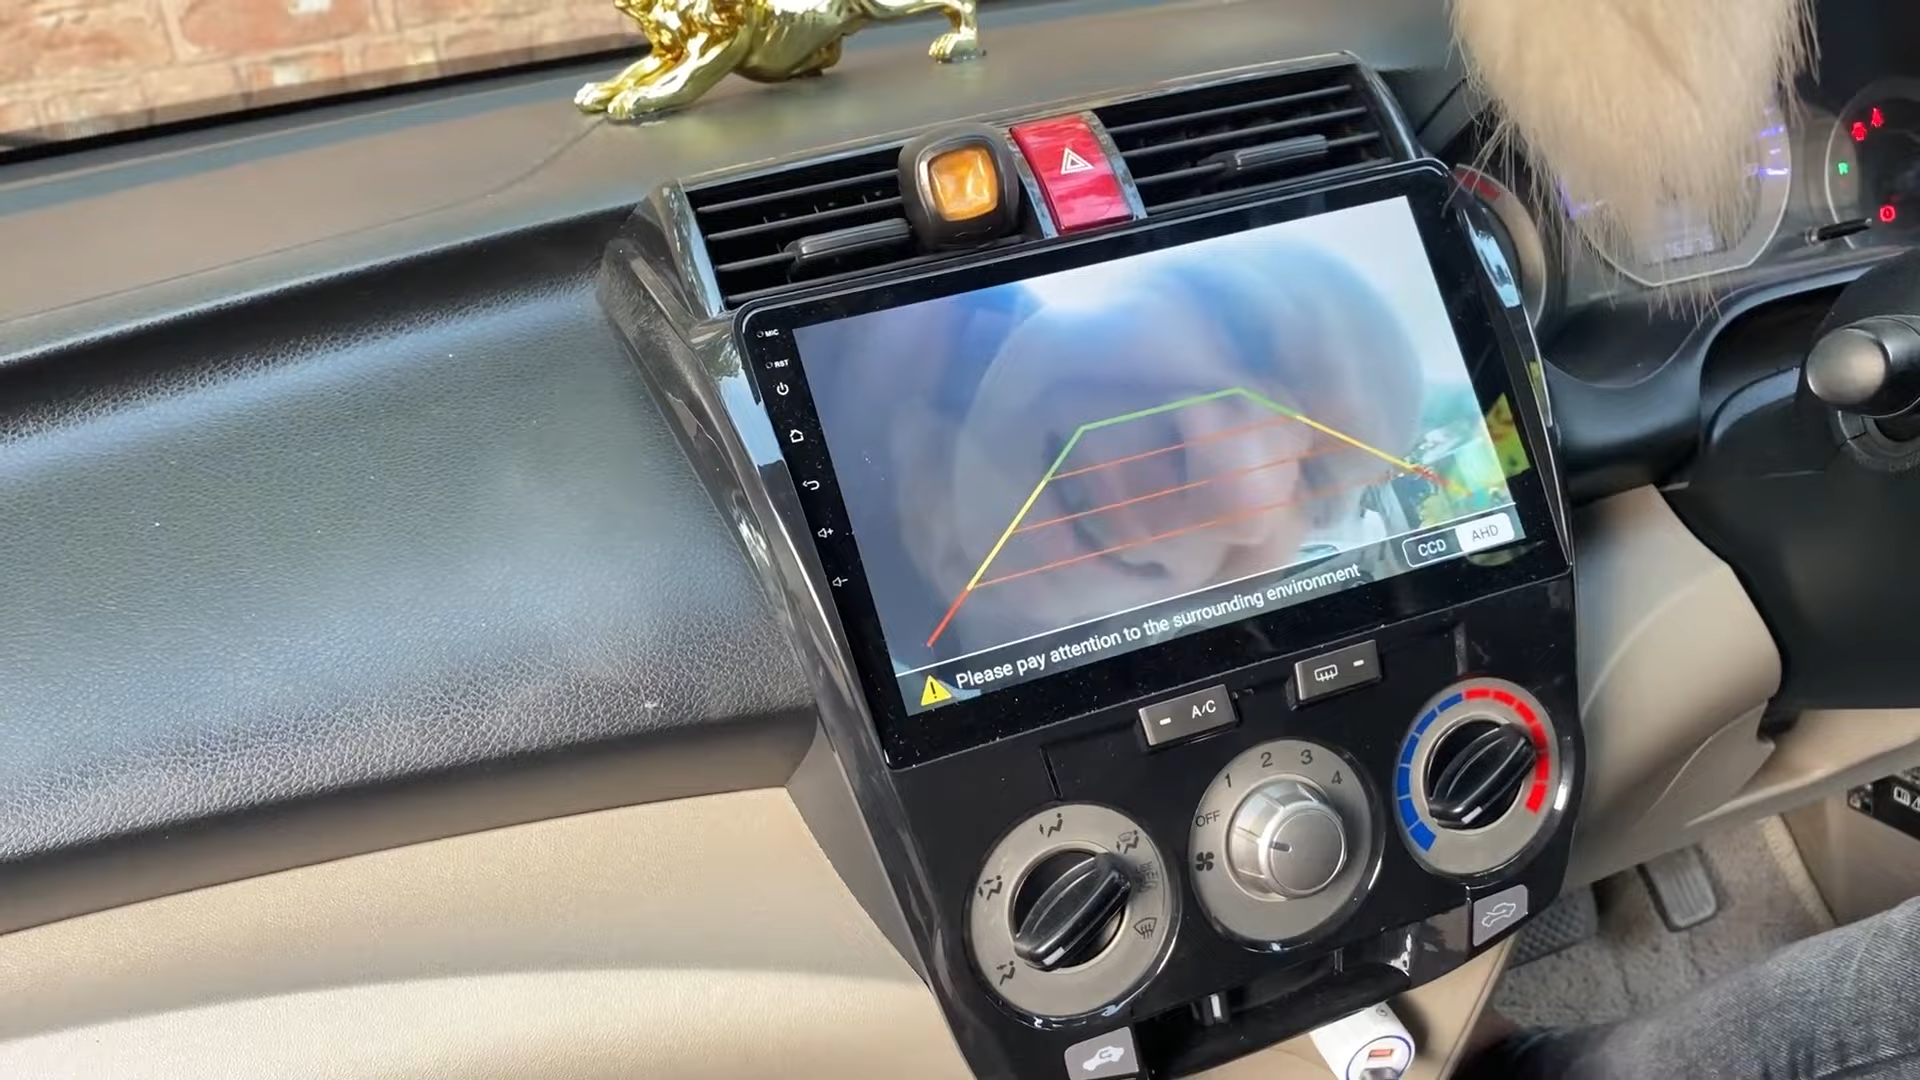 MIC
RST
CCD AHD
Please pay attention to the surrounding environment
A/C
OFF 1 2 3 4